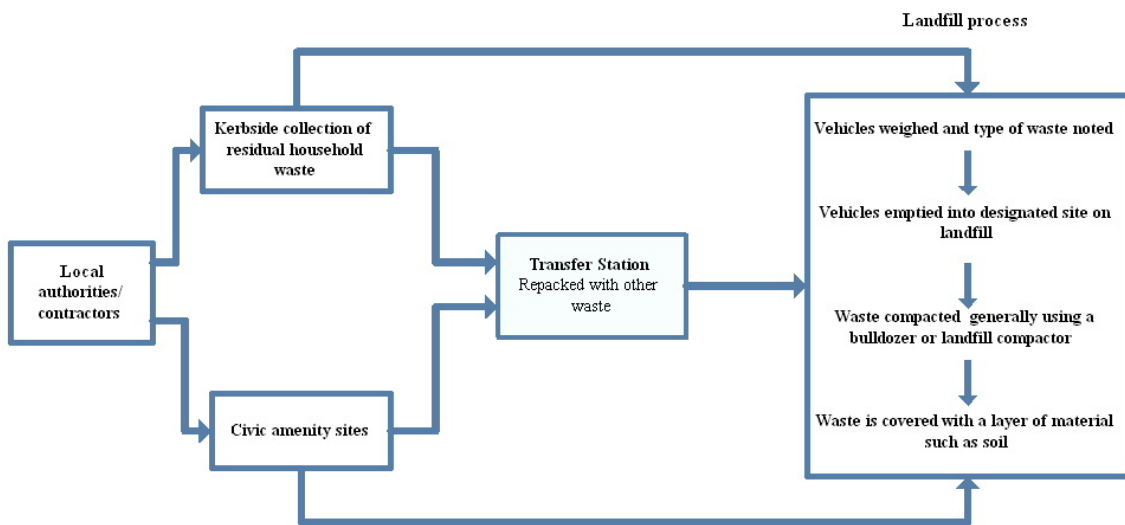 Landfill process
Kerbside collection of
residual household
waste
Vehicles weighed and type of waste noted
Vehicles emptied into designated site on
landfill
Local
authorities/
contractors
Transfer Station
Repacked with other
waste
Waste compacted generally using a
bulldozer or landfill compactor
Civic amenity sites
Waste is covered with a layer of material
such as soil